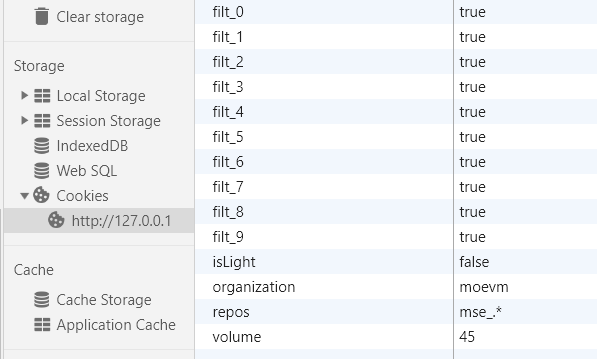 Clear storage
Storage
Local Storage
Session Storage
IndexedDB
Web SQL
Cookies
http://127.0.0.1
Cache
Cache Storage
Application Cache
filt_0 true
filt_1 true
filt_2 true
filt_3 true
filt_4 true
filt_5 true
filt_6 true
filt_7 true
filt_8 true
filt_9 true
isLight false
organization moevm
repos mse_.*
volume 45